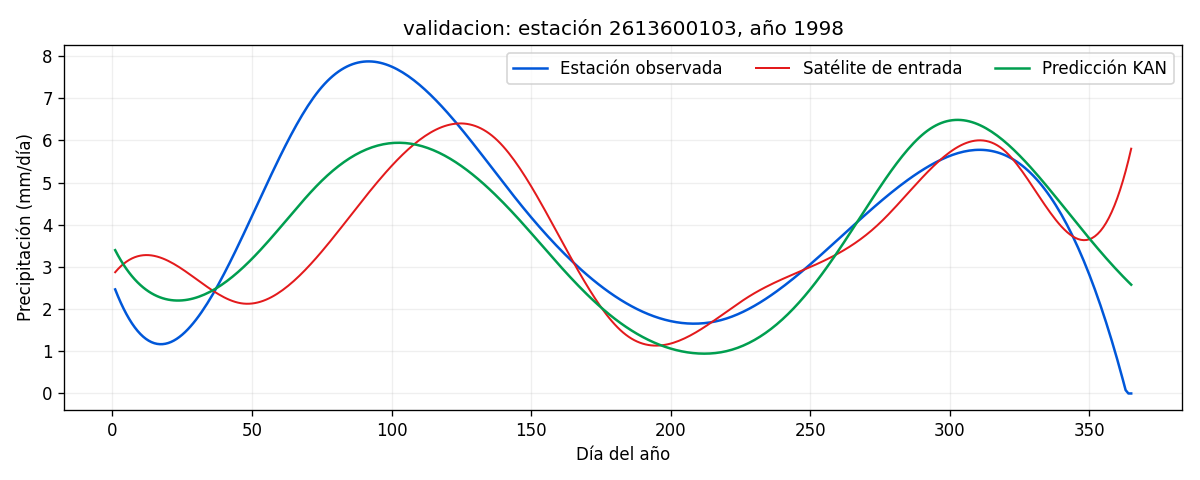 validacion: estación 2613600103, año 1998
Estación observada
Satélite de entrada
Predicción KAN
Precipitación (mm/día)
8
7
6
5
4
3
2
1
0
0
50
100
150
200
250
300
350
Día del año